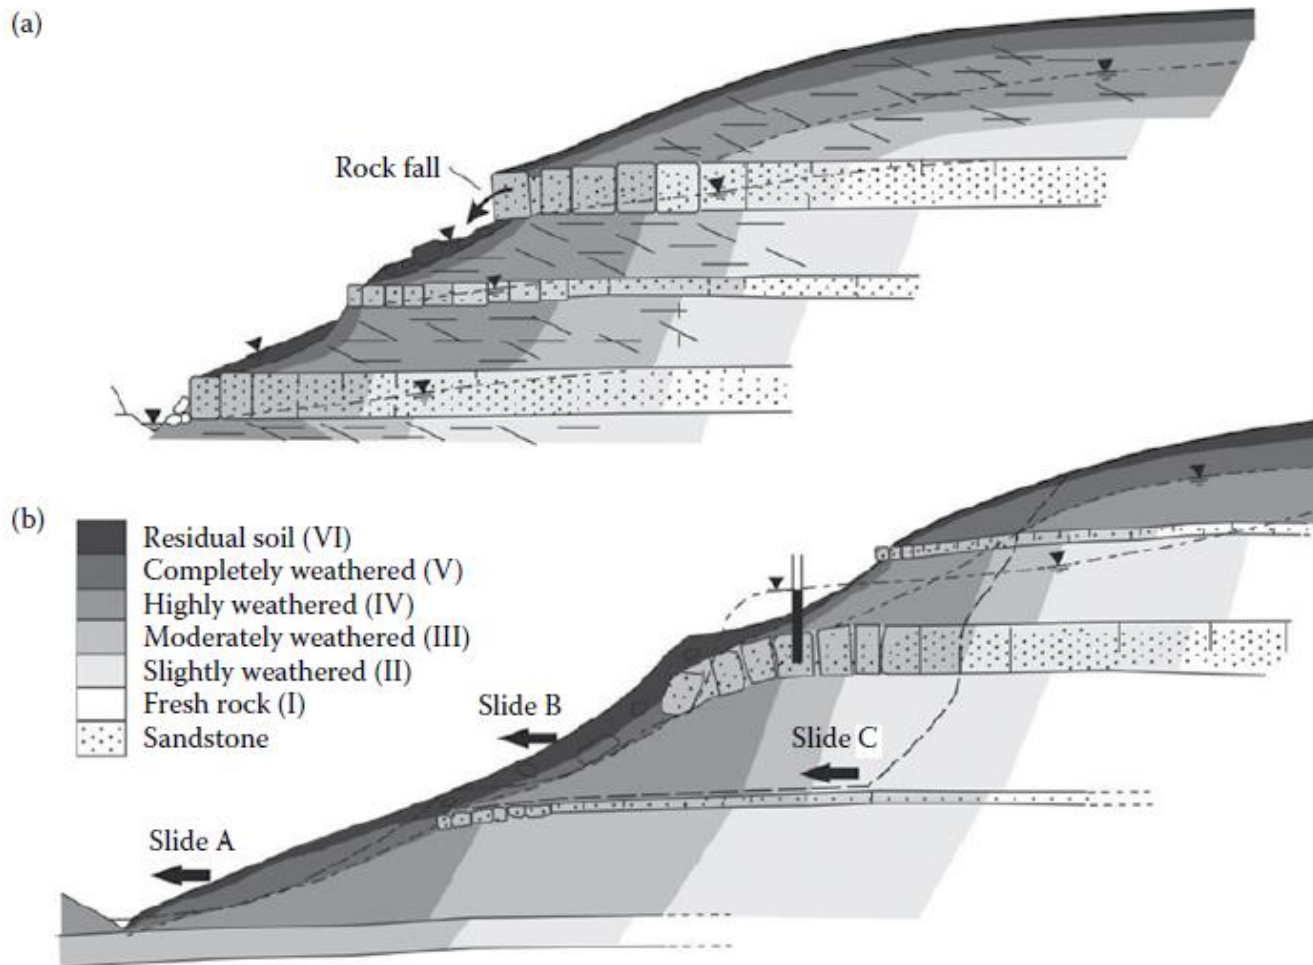 (a)
Rock fall
(b)
Residual soil (VI)
Completely weathered (V)
Highly weathered (IV)
Moderately weathered (III)
Slightly weathered (II)
Fresh rock (I)
Sandstone
Slide B
Slide C
Slide A